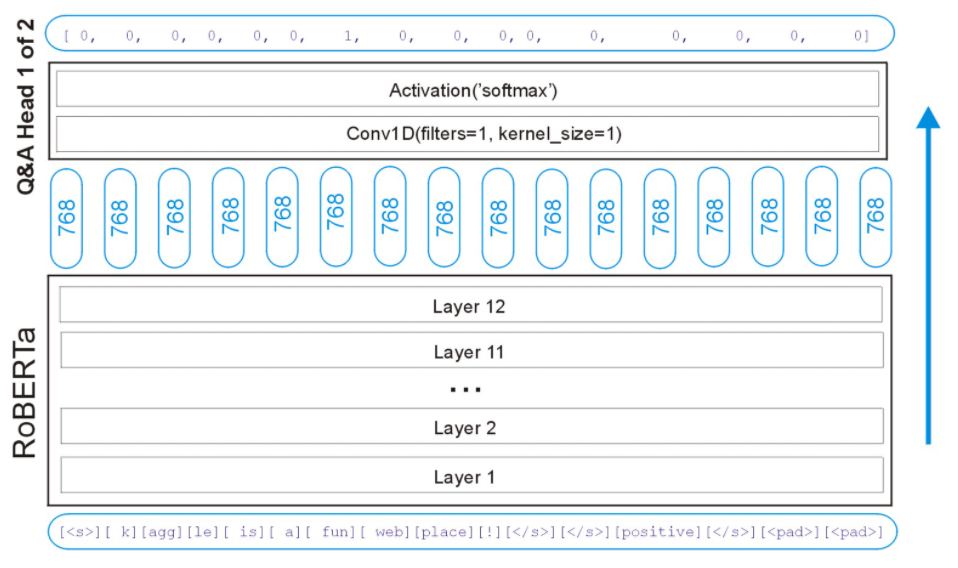 Q&A Head 1 of 2
[ 0, 0, 0, 0, 0, 0, 1, 0, 0, 0, 0, 0, 0, 0, 0, 0]
Activation('softmax')
Conv1D(filters=1, kernel_size=1)
768 768 768 768 768 768 768 768 768 768 768 768 768 768 768 768
RoBERTa
Layer 12
Layer 11
...
Layer 2
Layer 1
[<s>][ k][agg][le][ is][ a][ fun][ web][place][!][</s>][</s>][positive][</s>][<pad>][<pad>]